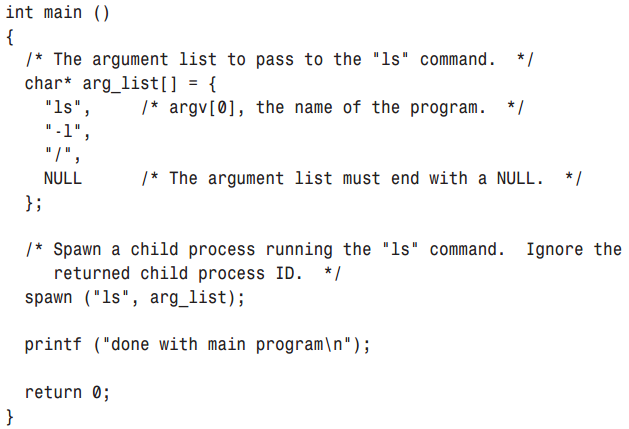 int main ()
{
  /* The argument list to pass to the "ls" command.  */
  char* arg_list[] = {
    "ls",     /* argv[0], the name of the program.  */
    "-l",
    "/",
    NULL      /* The argument list must end with a NULL.  */
  };

  /* Spawn a child process running the "ls" command.  Ignore the
     returned child process ID.  */
  spawn ("ls", arg_list);

  printf ("done with main program\n");

  return 0;
}